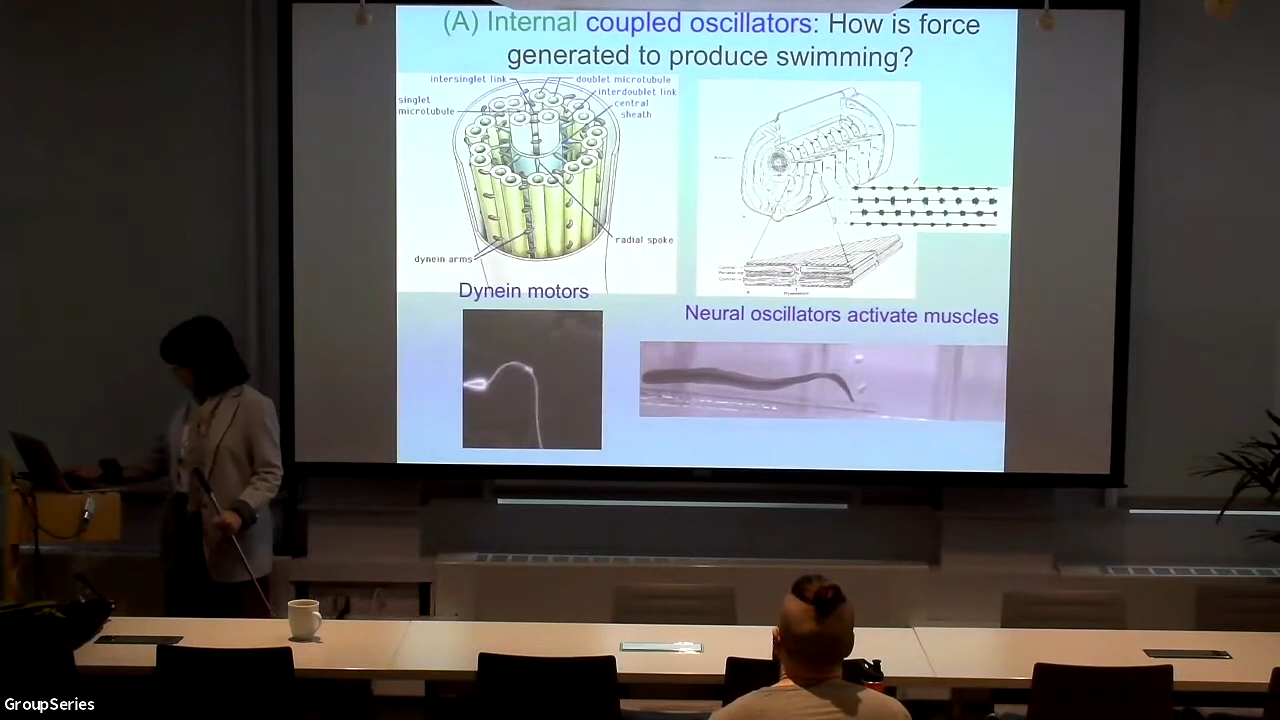 (A) Internal coupled oscillators: How is force
generated to produce swimming?
intersinglet link
doublet microtubule
singlet
microtubule
interdoublet link
central
sheath
radial spoke
dynein arms
Dynein motors
Neural oscillators activate muscles
GroupSeries